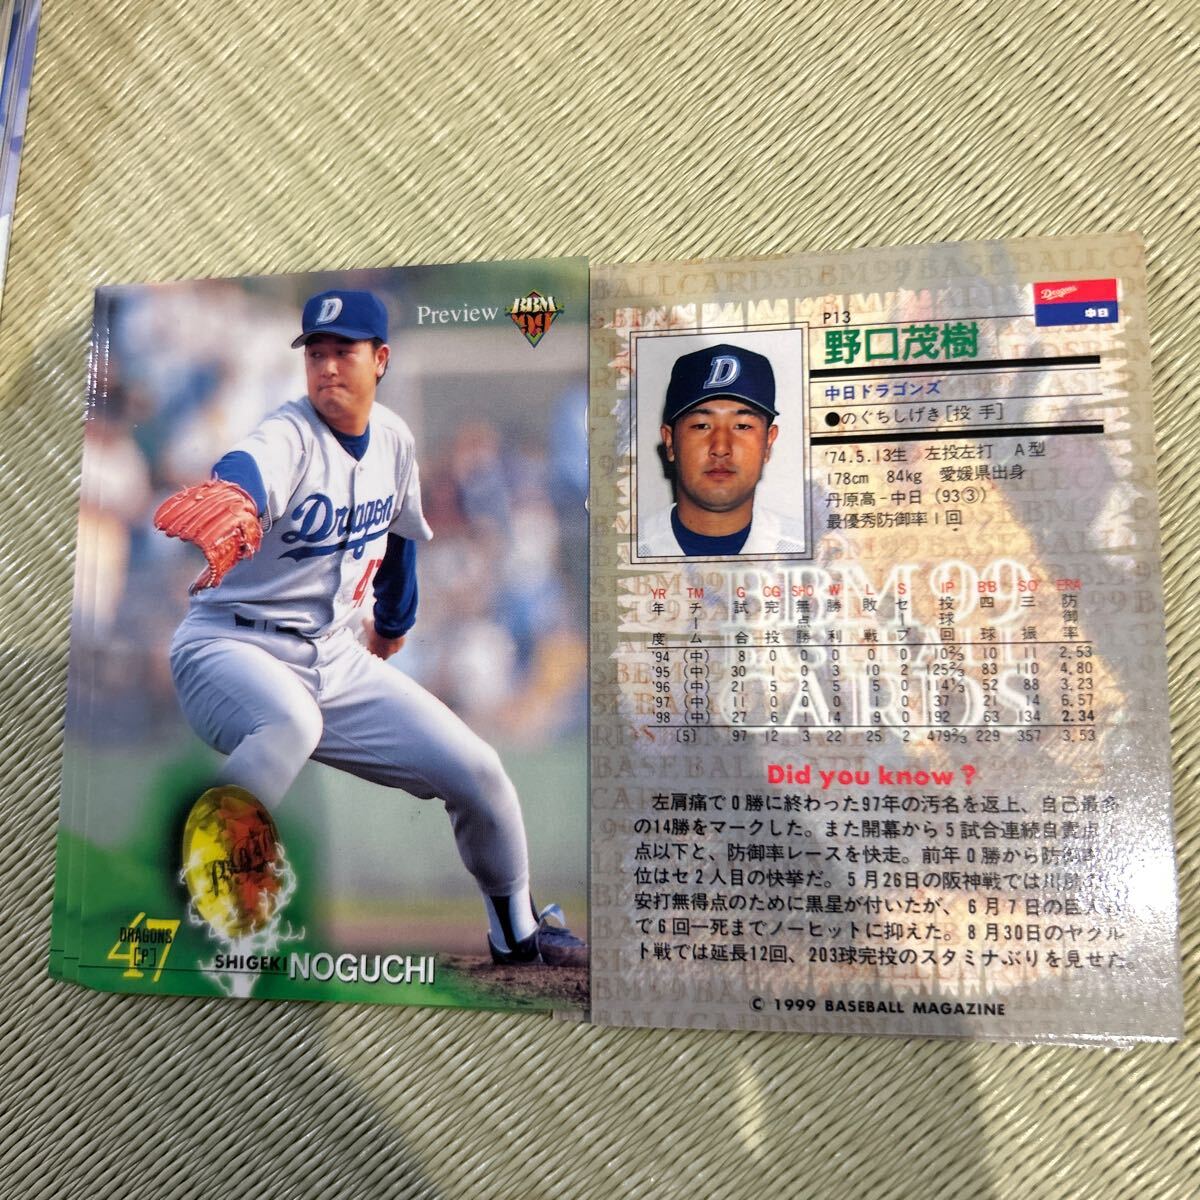 Preview
BBM
'99
D
Dragon
47
47
DRAGONS
[P]
SHIGEKI NOGUCHI
P13
Dragons
中日
野口茂樹
中日ドラゴンズ
●のぐちしげき[投手]
'74.5.13生 左投左打 A型
178cm 84kg 愛媛県出身
丹原高-中日(93③)
最優秀防御率1回
D
YR TM G CG SHO W L S IP BB SO ERA
年度 チーム 試合 完投 無点勝 勝利 敗戦 セーブ 投球回 四球 三振 防御率
'94 (中) 8 0 0 0 0 0 10⅔ 10 11 2.53
'95 (中) 30 1 0 3 10 2 125⅔ 83 110 4.80
'96 (中) 21 5 2 5 5 0 114⅓ 52 88 3.23
'97 (中) 11 0 0 0 1 0 37 21 14 6.57
'98 (中) 27 6 1 14 9 0 192 63 134 2.34
[5] 97 12 3 22 25 2 479⅔ 229 357 3.53
BBM 99
BASEBALL
CARDS
Did you know?
左肩痛で0勝に終わった97年の汚名を返上、自己最多
の14勝をマークした。また開幕から5試合連続自責点
点以下と、防御率レースを快走。前年0勝から防御
位はセ2人目の快挙だ。5月26日の阪神戦では川尻
安打無得点のために黒星が付いたが、6月7日の巨人
で6回一死までノーヒットに抑えた。8月30日のヤクル
ト戦では延長12回、203球完投のスタミナぶりを見せた。
© 1999 BASEBALL MAGAZINE